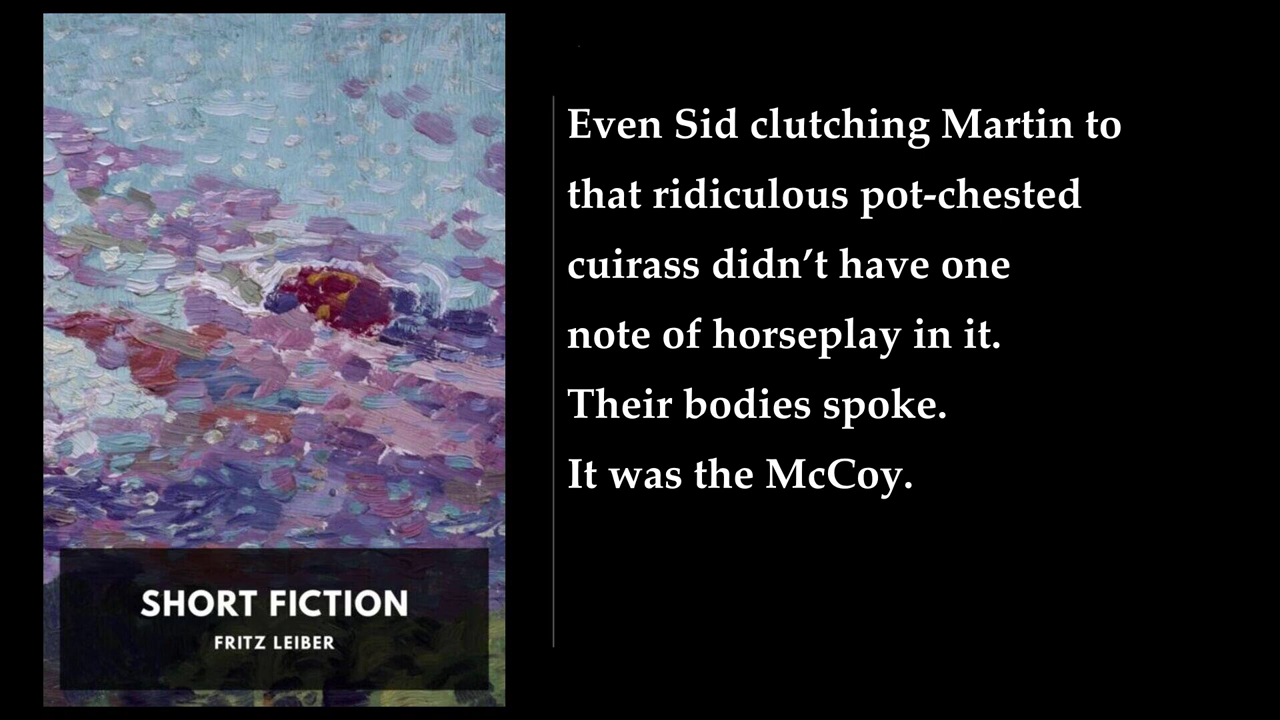 Even Sid clutching Martin to
that ridiculous pot-chested
cuirass didn’t have one
note of horseplay in it.
Their bodies spoke.
It was the McCoy.
SHORT FICTION
FRITZ LEIBER